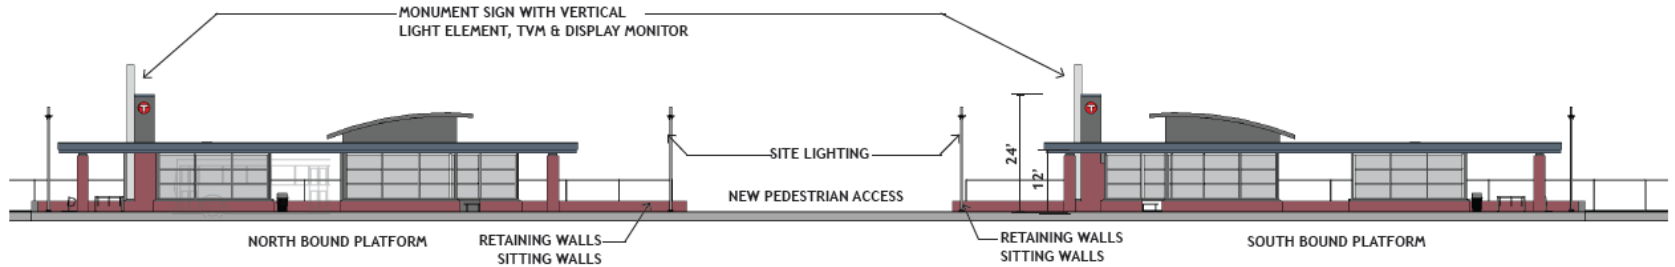 MONUMENT SIGN WITH VERTICAL
LIGHT ELEMENT, TVM & DISPLAY MONITOR
T
T
24'
12'
SITE LIGHTING
NEW PEDESTRIAN ACCESS
NORTH BOUND PLATFORM
RETAINING WALLS
SITTING WALLS
RETAINING WALLS
SITTING WALLS
SOUTH BOUND PLATFORM